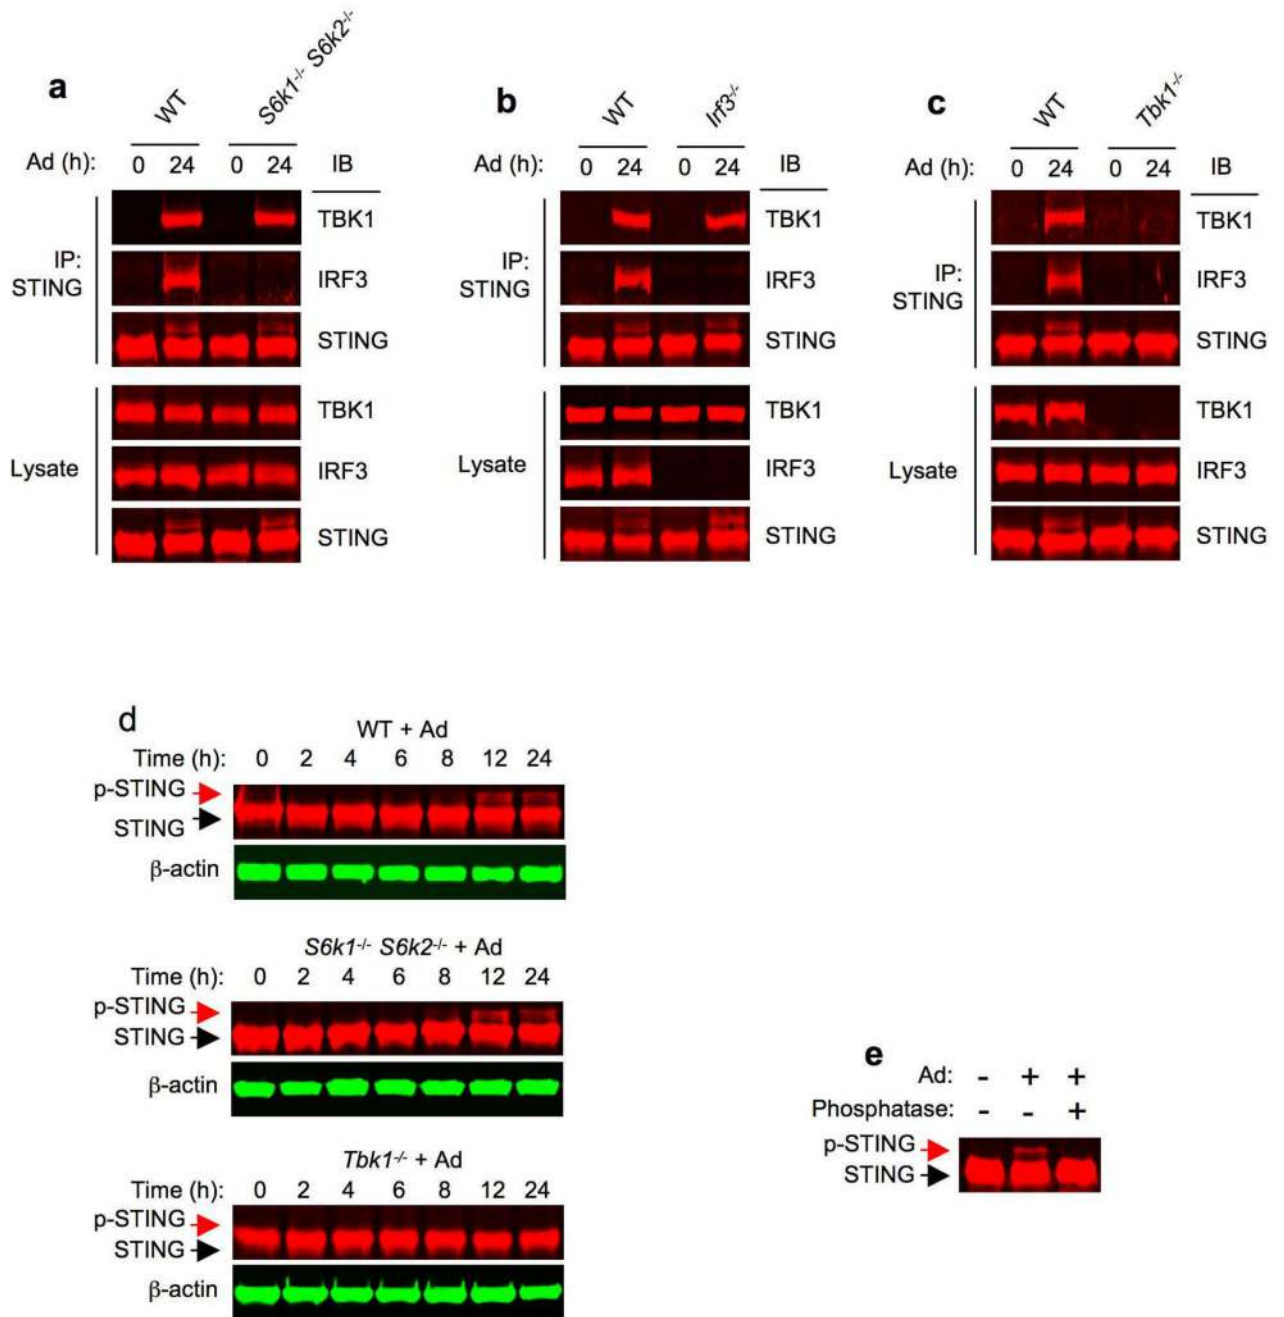 a
WT
S6k1-/- S6k2-/-
Ad (h): 0 24 0 24 IB
IP: STING
TBK1
IRF3
STING
Lysate
TBK1
IRF3
STING
b
WT
Irf3-/-
Ad (h): 0 24 0 24 IB
IP: STING
TBK1
IRF3
STING
Lysate
TBK1
IRF3
STING
c
WT
Tbk1-/-
Ad (h): 0 24 0 24 IB
IP: STING
TBK1
IRF3
STING
Lysate
TBK1
IRF3
STING
d
WT + Ad
Time (h): 0 2 4 6 8 12 24
p-STING
STING
β-actin
S6k1-/- S6k2-/- + Ad
Time (h): 0 2 4 6 8 12 24
p-STING
STING
β-actin
Tbk1-/- + Ad
Time (h): 0 2 4 6 8 12 24
p-STING
STING
β-actin
e
Ad: - + +
Phosphatase: - - +
p-STING
STING